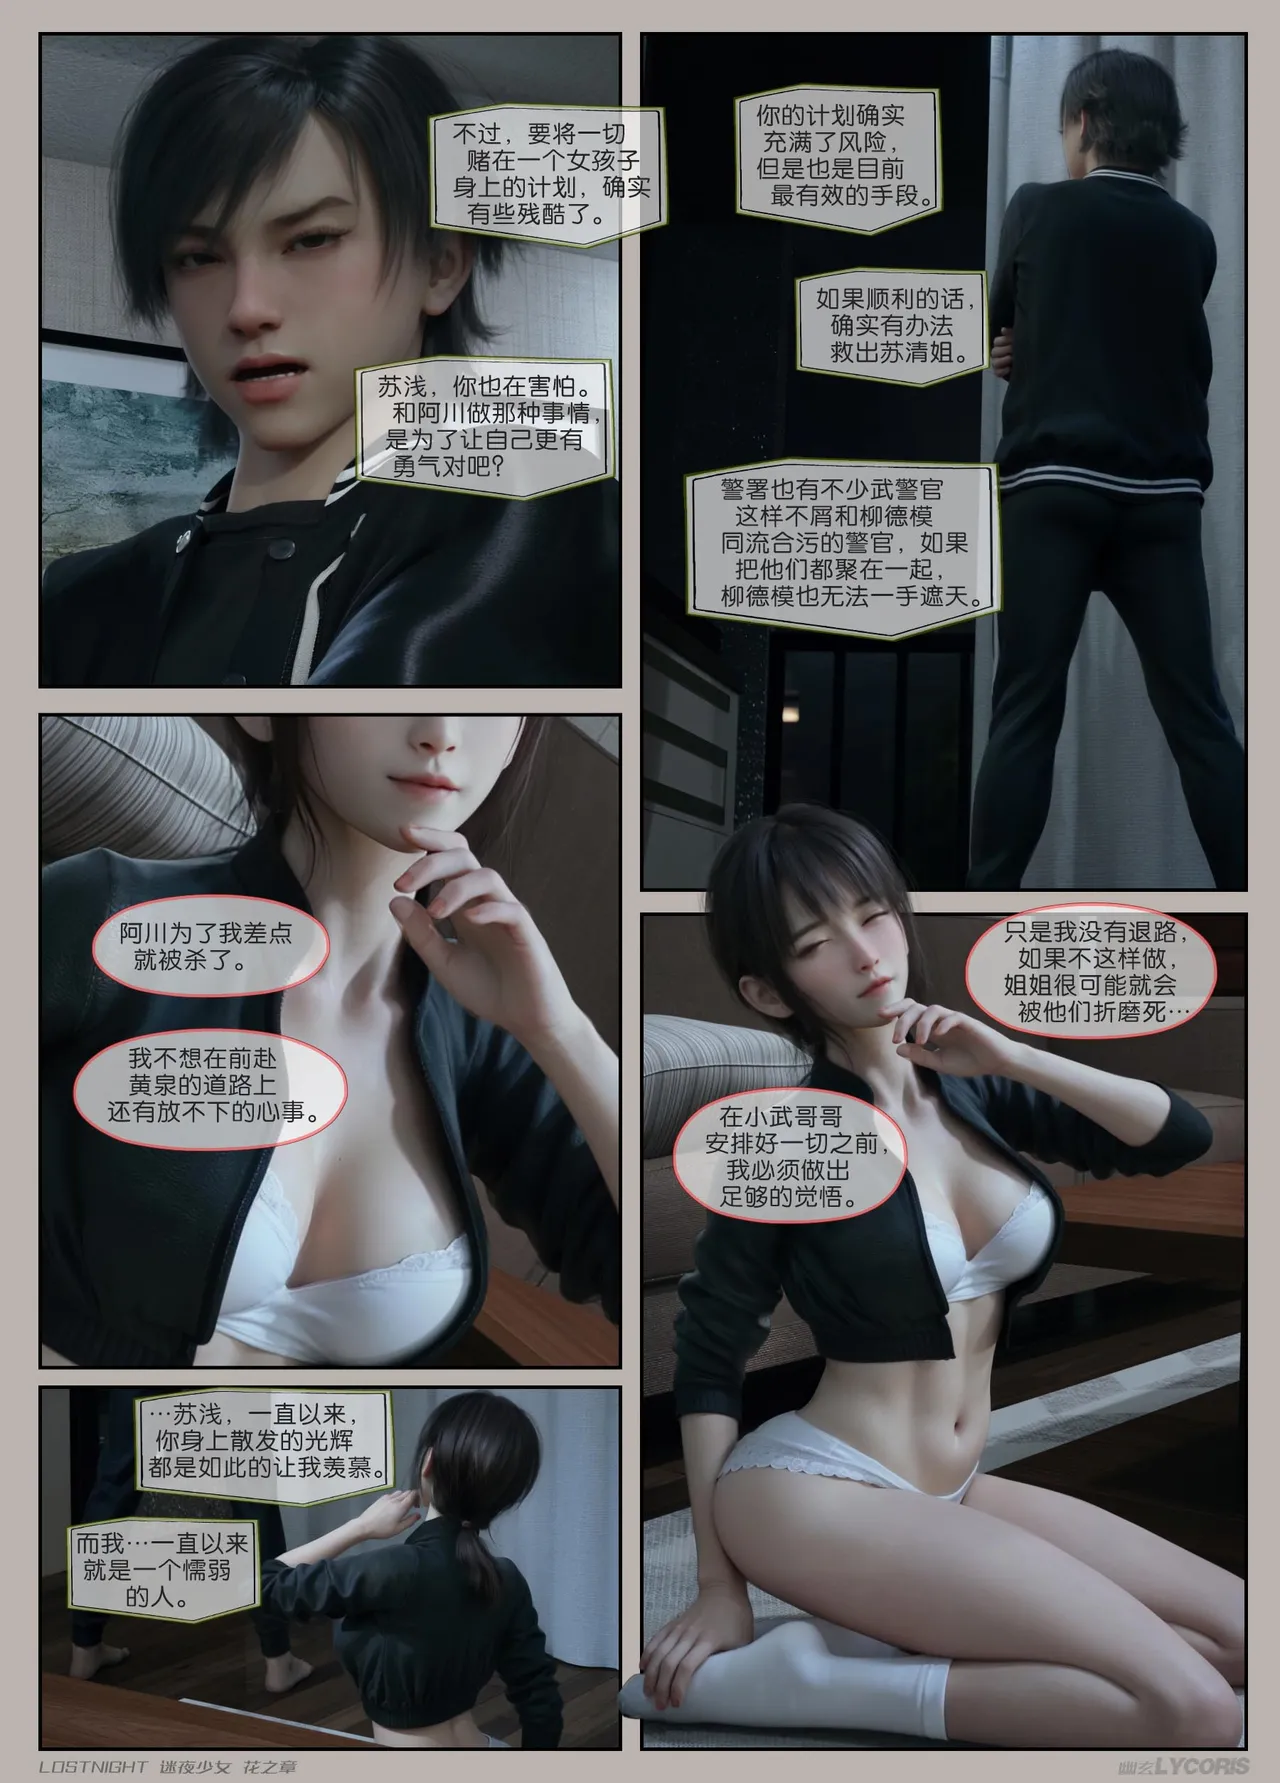 不过，要将一切
赌在一个女孩子
身上的计划，确实
有些残酷了。
苏浅，你也在害怕。
和阿川做那种事情，
是为了让自己更有
勇气对吧？
你的计划确实
充满了风险，
但是也是目前
最有效的手段。
如果顺利的话，
确实有办法
救出苏清姐。
警署也有不少武警官
这样不屑和柳德模
同流合污的警官，如果
把他们都聚在一起，
柳德模也无法一手遮天。
阿川为了我差点
就被杀了。
我不想在前赴
黄泉的道路上
还有放不下的心事。
只是我没有退路，
如果不这样做，
姐姐很可能就会
被他们折磨死…
在小武哥哥
安排好一切之前，
我必须做出
足够的觉悟。
…苏浅，一直以来，
你身上散发的光辉
都是如此的让我羡慕。
而我…一直以来
就是一个懦弱
的人。
LOSTNIGHT 迷夜少女 花之章
幽玄LYCORIS